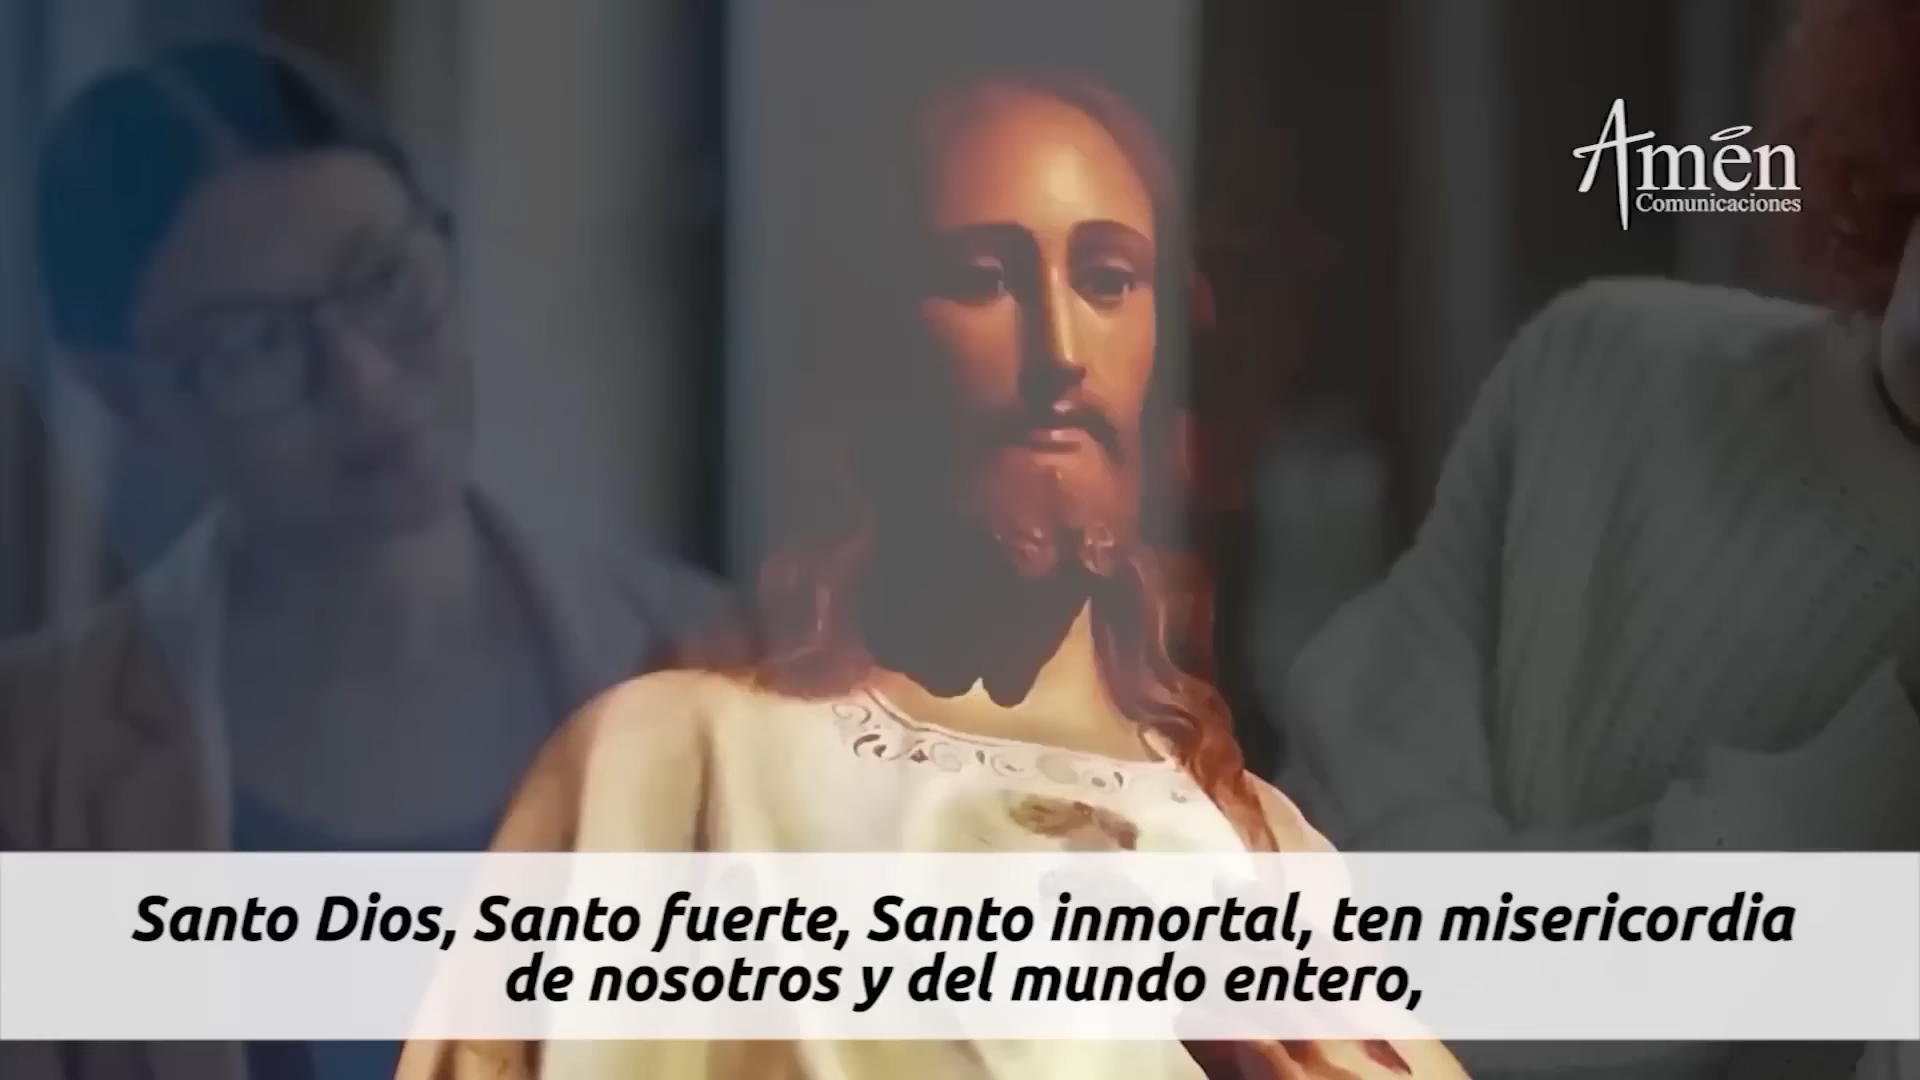 Amén
Comunicaciones
Santo Dios, Santo fuerte, Santo inmortal, ten misericordia
de nosotros y del mundo entero,